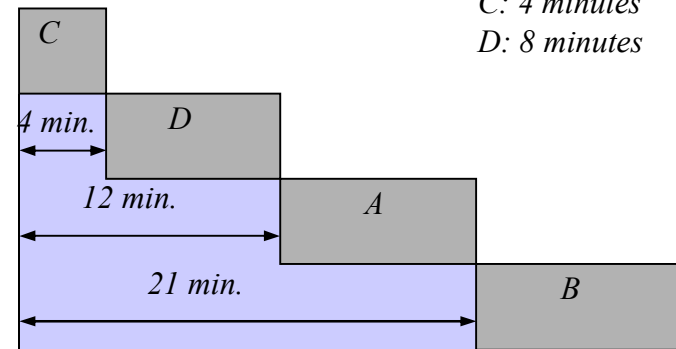 C: 4 minutes
D: 8 minutes
C
4 min.
D
12 min.
A
21 min.
B